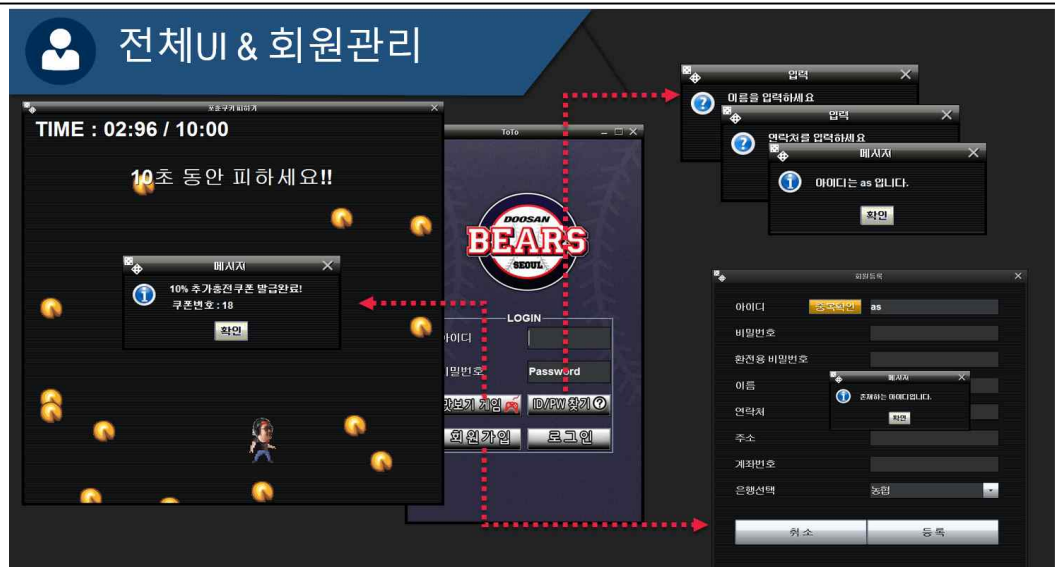 전체UI & 회원관리
포춘쿠키 피하기
TIME : 02:96 / 10:00
10초 동안 피하세요!!
메시지
10% 추가충전쿠폰 발급완료!
쿠폰번호 : 18
확인
ToTo
DOOSAN
BEARS
SEOUL
LOGIN
아이디
비밀번호
Password
맛보기 게임
ID/PW 찾기
회원가입
로그인
입력
이름을 입력하세요
입력
연락처를 입력하세요
메시지
아이디는 as 입니다.
확인
회원등록
아이디 중복확인 as
비밀번호
환전용 비밀번호
이름
메시지
존재하는 아이디입니다.
확인
연락처
주소
계좌번호
은행선택 농협
취소 등록